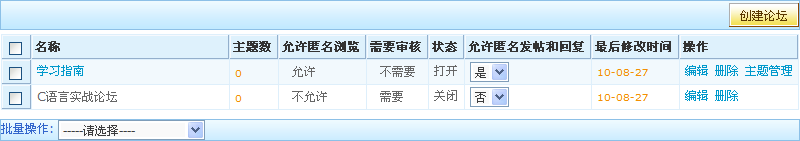 创建论坛
名称 主题数 允许匿名浏览 需要审核 状态 允许匿名发帖和回复 最后修改时间 操作
学习指南 0 允许 不需要 打开 是 10-08-27 编辑 删除 主题管理
C语言实战论坛 0 不允许 需要 关闭 否 10-08-27 编辑 删除
批量操作: -----请选择----